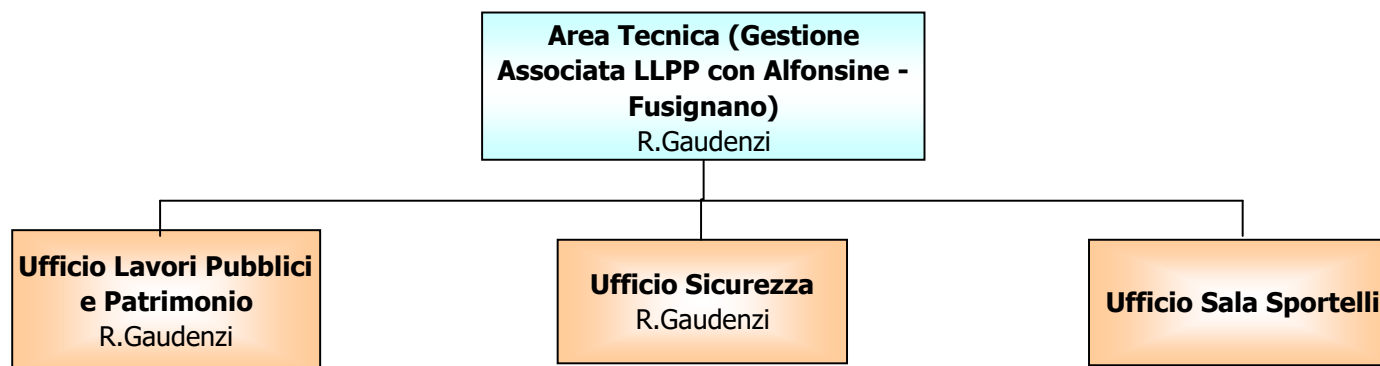 Area Tecnica (Gestione
Associata LLPP con Alfonsine -
Fusignano)
R.Gaudenzi
Ufficio Lavori Pubblici
e Patrimonio
R.Gaudenzi
Ufficio Sicurezza
R.Gaudenzi
Ufficio Sala Sportelli